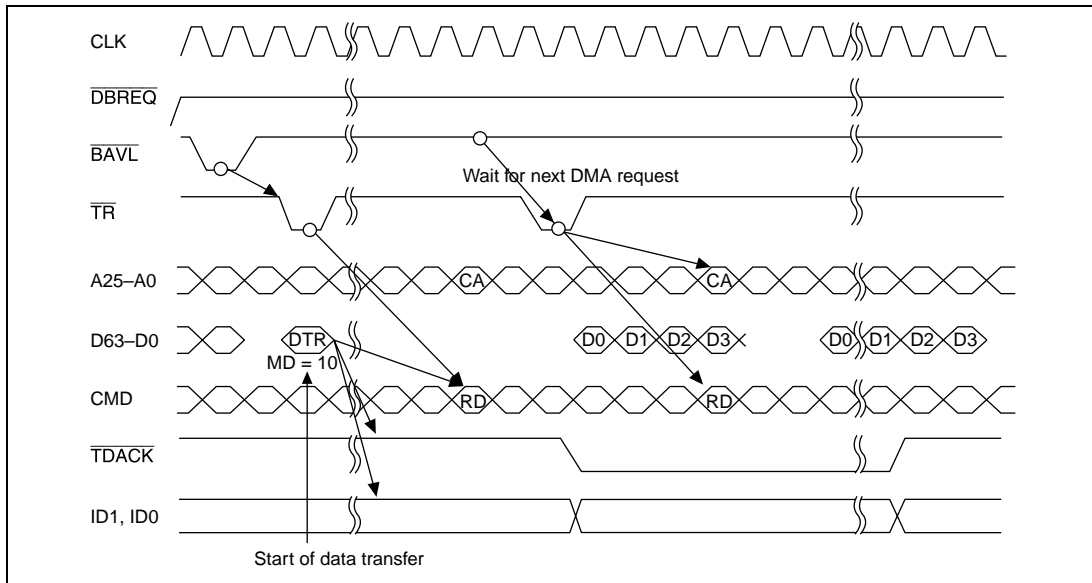 CLK
DBREQ
BAVL
Wait for next DMA request
TR
A25–A0 CA CA
D63–D0 DTR D0 D1 D2 D3 D0 D1 D2 D3
MD = 10
CMD RD RD
TDACK
ID1, ID0
Start of data transfer